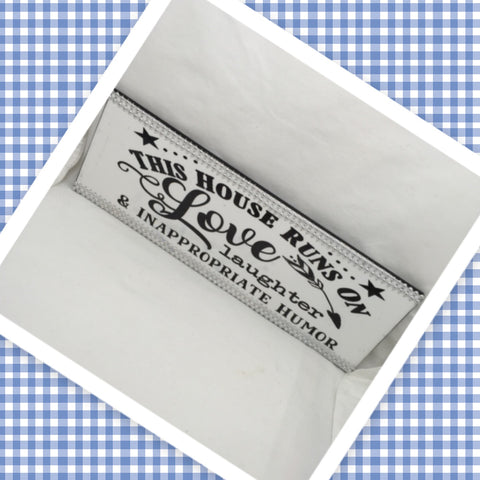 THIS HOUSE RUNS ON
Love
laughter
& INAPPROPRIATE HUMOR